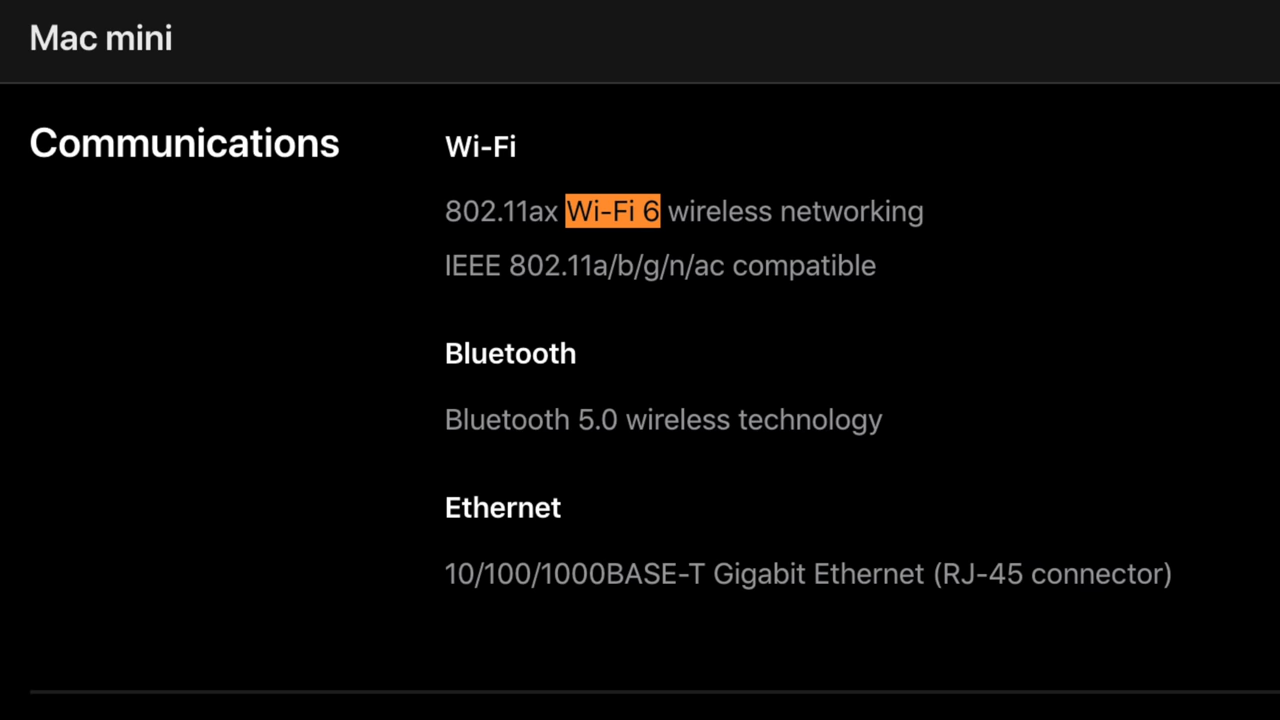 Mac mini
Communications
Wi-Fi
802.11ax Wi-Fi 6 wireless networking
IEEE 802.11a/b/g/n/ac compatible
Bluetooth
Bluetooth 5.0 wireless technology
Ethernet
10/100/1000BASE-T Gigabit Ethernet (RJ-45 connector)